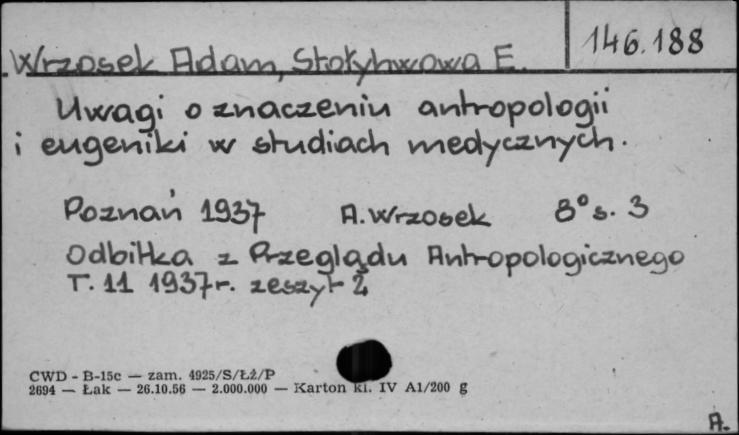 146.188
Wrzosek Adam, Stołyhwowa E.
Uwagi o znaczeniu antropologii
i eugeniki w studiach medycznych.
Poznań 1937 A. Wrzosek 8° s. 3
Odbitka z Przeglądu Antropologicznego
T. 11 1937 r. zeszyt 2
CWD - B-15c — zam. 4925/S/ŁŻ/P
2694 — Łak — 26.10.56 — 2.000.000 — Karton kl. IV A1/200 g
A.